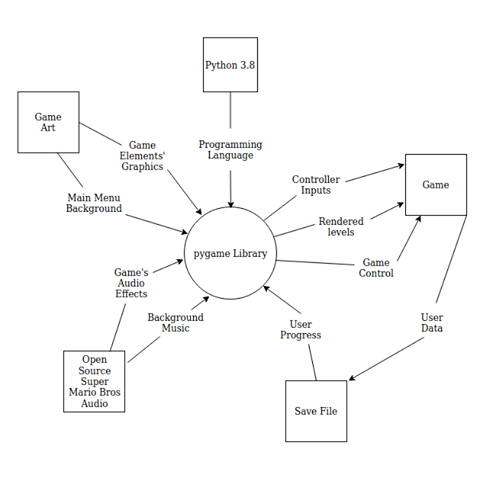 Python 3.8
Game
Art
Programming
Language
Game
Elements'
Graphics
Controller
Inputs
Game
Main Menu
Background
Rendered
levels
pygame Library
Game
Control
Game's
Audio
Effects
Background
Music
User
Progress
User
Data
Open
Source
Super
Mario Bros
Audio
Save File